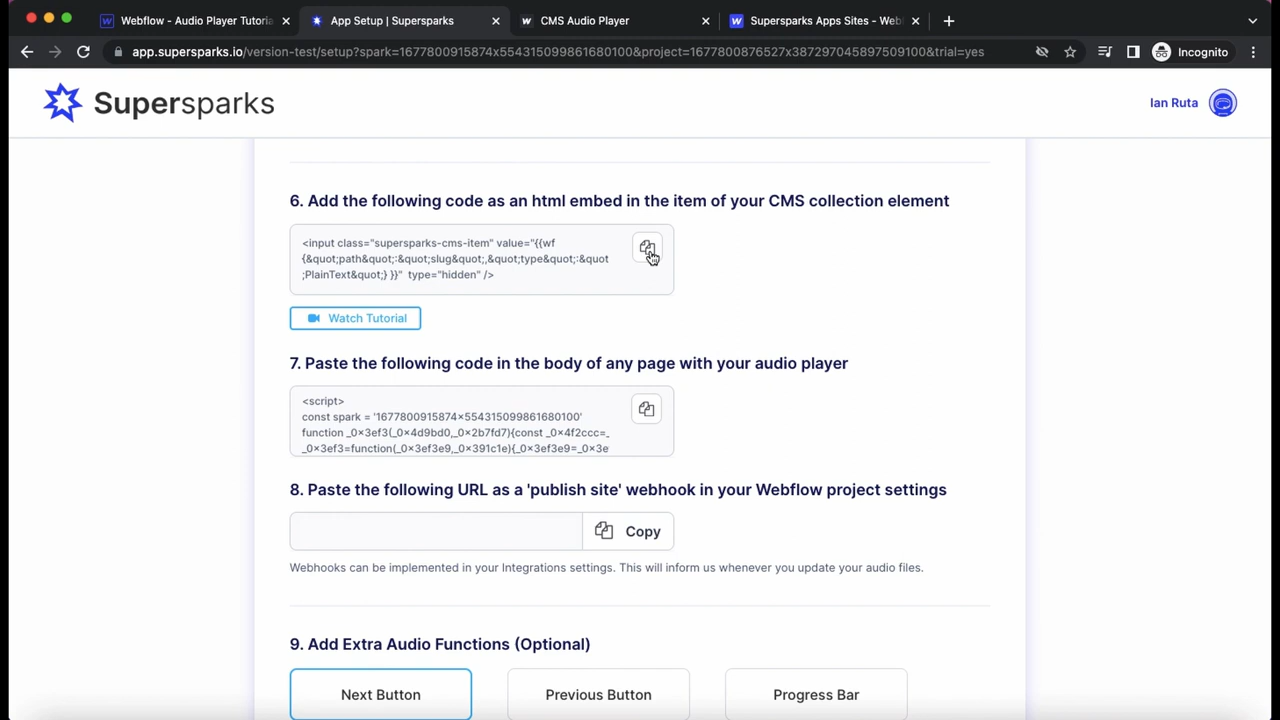 Webflow - Audio Player Tutoria
App Setup | Supersparks
CMS Audio Player
Supersparks Apps Sites - Web
app.supersparks.io/version-test/setup?spark=1677800915874x554315099861680100&project=1677800876527x387297045897509100&trial=yes
Incognito
Supersparks
Ian Ruta
6. Add the following code as an html embed in the item of your CMS collection element
<input class="supersparks-cms-item" value="{{wf
{&quot;path&quot;:&quot;slug&quot;,&quot;type&quot;:&quot
;PlainText&quot;} }}"  type="hidden" />
Watch Tutorial
7. Paste the following code in the body of any page with your audio player
<script>
const spark = '1677800915874x554315099861680100'
function _0x3ef3(_0x4d9bd0,_0x2b7fd7){const _0x4f2ccc=_
_0x3ef3=function(_0x3ef3e9,_0x391c1e){_0x3ef3e9=_0x3e
8. Paste the following URL as a 'publish site' webhook in your Webflow project settings
Copy
Webhooks can be implemented in your Integrations settings. This will inform us whenever you update your audio files.
9. Add Extra Audio Functions (Optional)
Next Button
Previous Button
Progress Bar